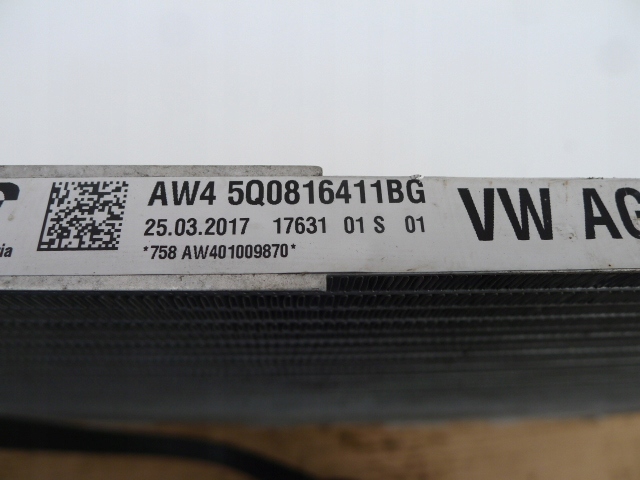 AW4 5Q0816411BG
25.03.2017 17631 01 S 01
*758 AW401009870*
VW AG